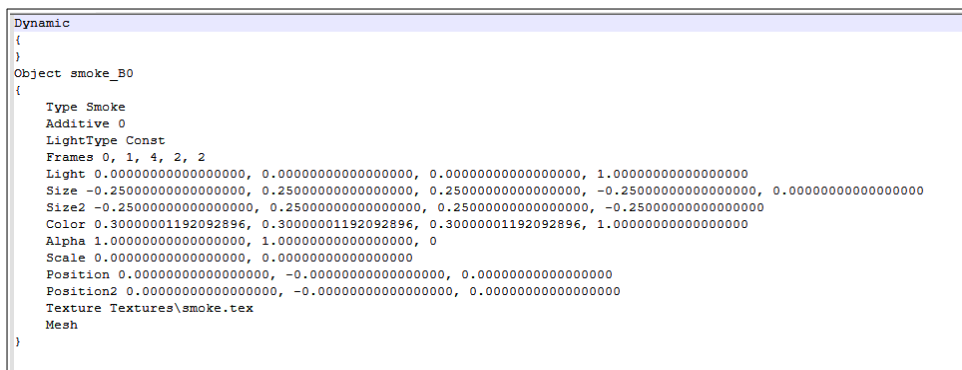 Dynamic
{
}
Object smoke_B0
{
Type Smoke
Additive 0
LightType Const
Frames 0, 1, 4, 2, 2
Light 0.00000000000000000, 0.00000000000000000, 0.00000000000000000, 1.00000000000000000
Size -0.25000000000000000, 0.25000000000000000, 0.25000000000000000, -0.25000000000000000, 0.00000000000000000
Size2 -0.25000000000000000, 0.25000000000000000, 0.25000000000000000, -0.25000000000000000
Color 0.30000001192092896, 0.30000001192092896, 0.30000001192092896, 1.00000000000000000
Alpha 1.00000000000000000, 1.00000000000000000, 0
Scale 0.00000000000000000, 0.00000000000000000
Position 0.00000000000000000, -0.00000000000000000, 0.00000000000000000
Position2 0.00000000000000000, -0.00000000000000000, 0.00000000000000000
Texture Textures\smoke.tex
Mesh
}